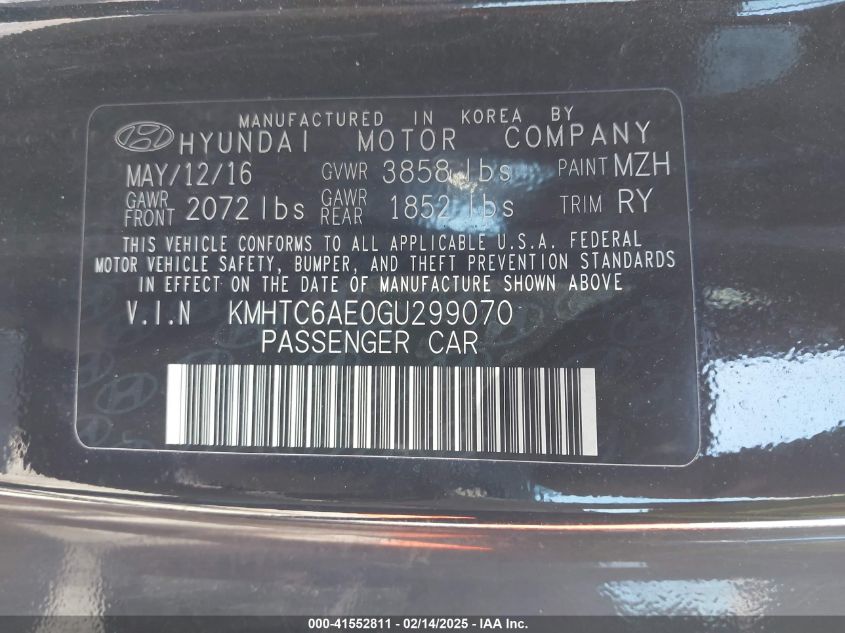 MANUFACTURED IN KOREA BY
HYUNDAI MOTOR COMPANY
MAY/12/16 GVWR 3858 lbs PAINT MZH
GAWR FRONT 2072 lbs GAWR REAR 1852 lbs TRIM RY
THIS VEHICLE CONFORMS TO ALL APPLICABLE U.S.A. FEDERAL
MOTOR VEHICLE SAFETY, BUMPER, AND THEFT PREVENTION STANDARDS
IN EFFECT ON THE DATE OF MANUFACTURE SHOWN ABOVE.
V.I.N KMHTC6AE0GU299070
PASSENGER CAR
000-41552811 - 02/14/2025 - IAA Inc.